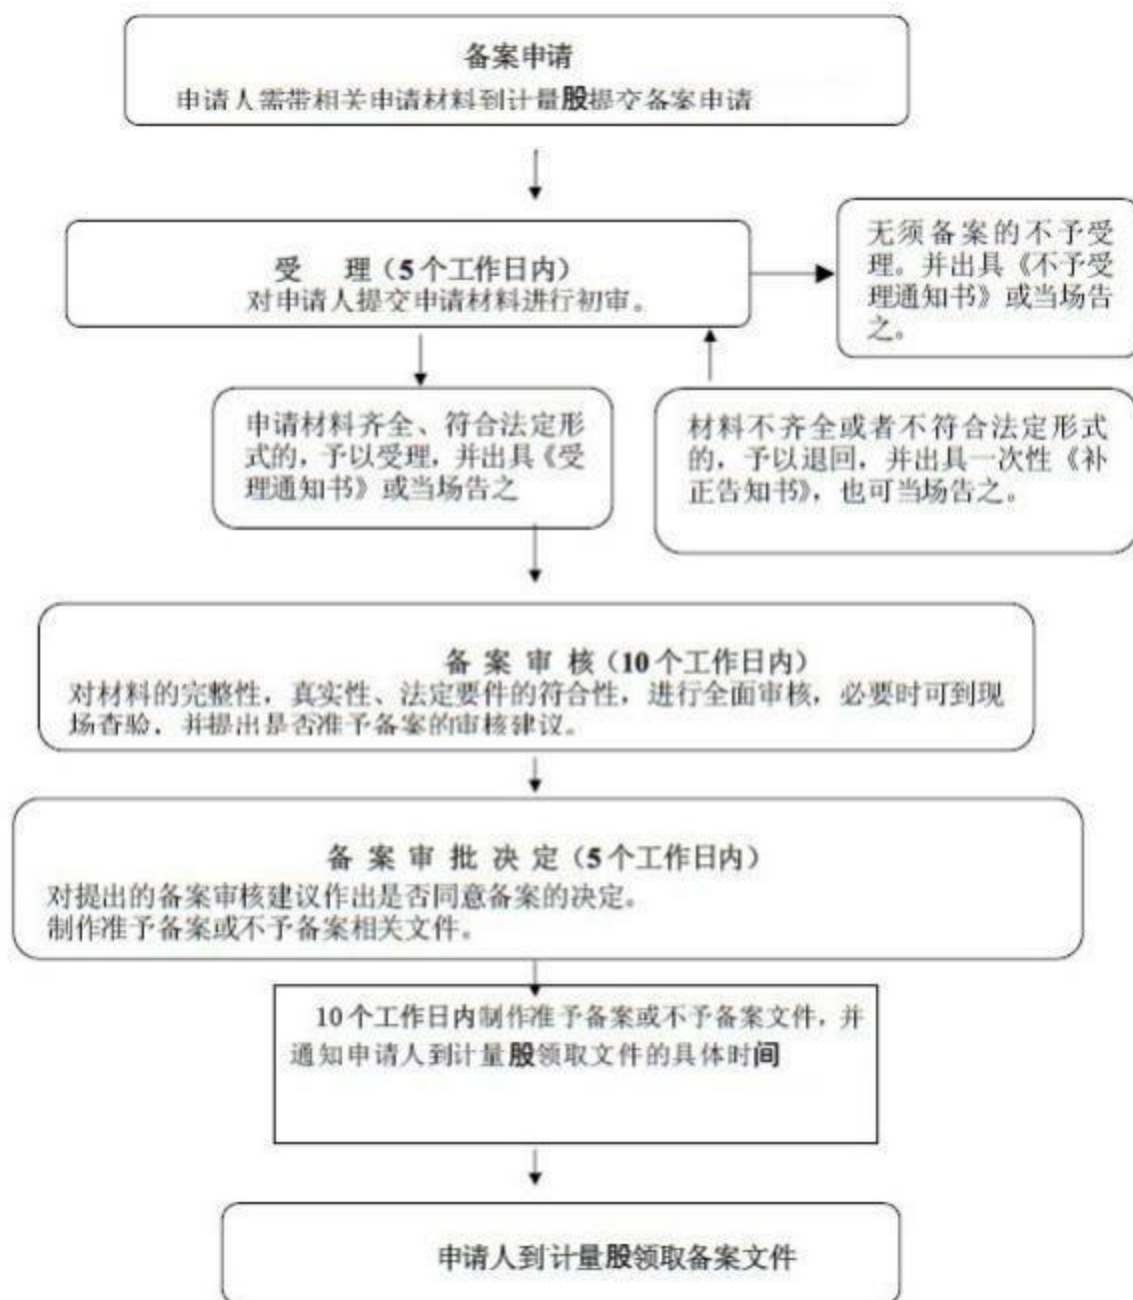 备案申请
申请人需带相关申请材料到计量股提交备案申请
受 理（5个工作日内）
对申请人提交申请材料进行初审。
无须备案的不予受
理。并出具《不予受
理通知书》或当场告
之。
申请材料齐全、符合法定形
式的，予以受理，并出具《受
理通知书》或当场告之
材料不齐全或者不符合法定形式
的，予以退回，并出具一次性《补
正告知书》，也可当场告之。
备 案 审 核（10个工作日内）
对材料的完整性，真实性、法定要件的符合性，进行全面审核，必要时可到现
场查验，并提出是否准予备案的审核建议。
备 案 审 批 决 定（5个工作日内）
对提出的备案审核建议作出是否同意备案的决定。
制作准予备案或不予备案相关文件。
10个工作日内制作准予备案或不予备案文件，并
通知申请人到计量股领取文件的具体时间
申请人到计量股领取备案文件